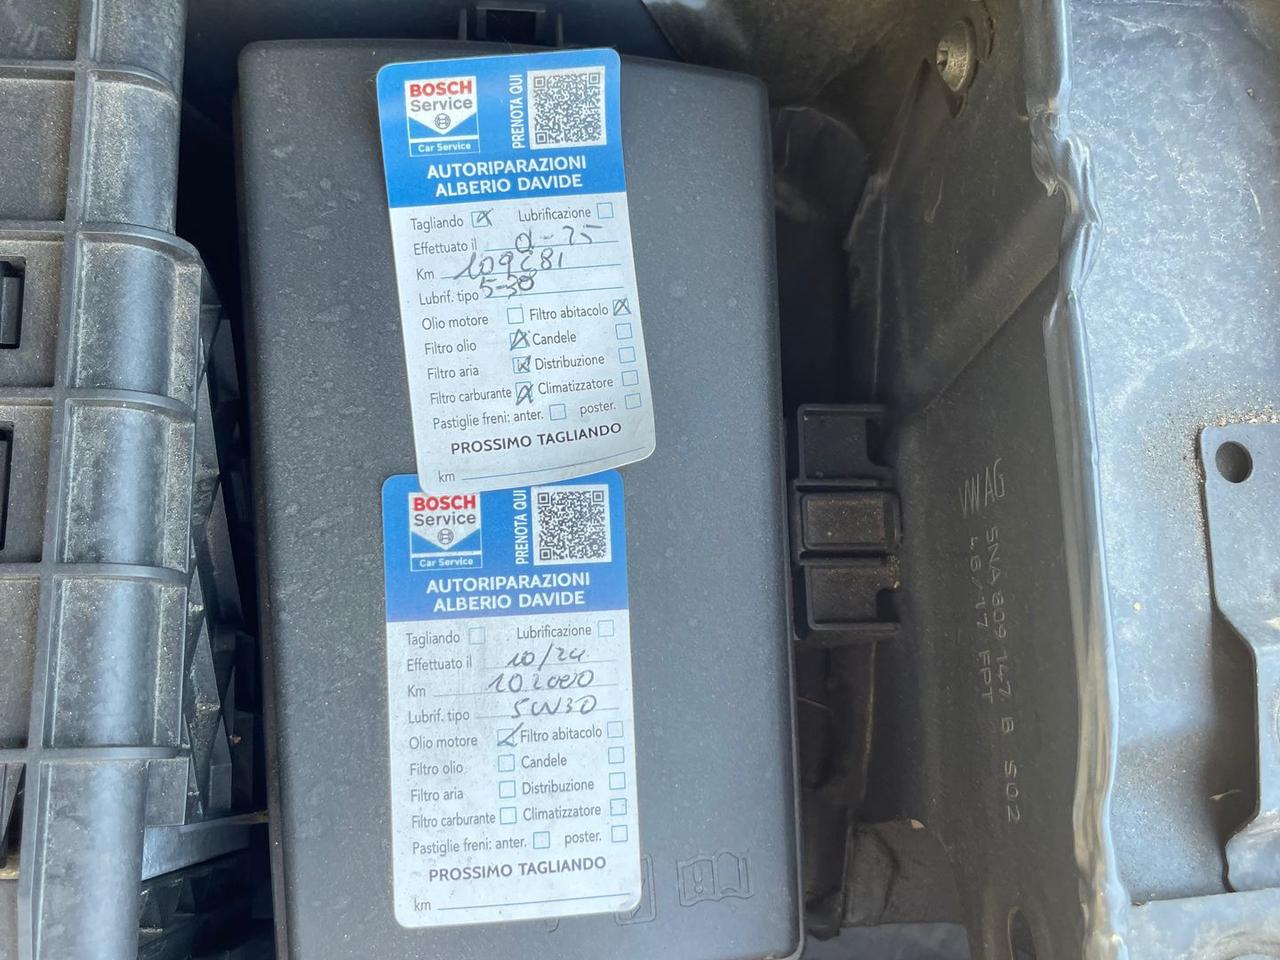 BOSCH
Service
Car Service
PRENOTA QUI
AUTORIPARAZIONI
ALBERIO DAVIDE
Tagliando Lubrificazione
Effettuato il
Km 109281
Lubrif. tipo 5-30
Olio motore Filtro abitacolo
Filtro olio Candele
Filtro aria Distribuzione
Filtro carburante Climatizzatore
Pastiglie freni: anter. poster.
PROSSIMO TAGLIANDO
km
BOSCH
Service
Car Service
PRENOTA QUI
AUTORIPARAZIONI
ALBERIO DAVIDE
Tagliando Lubrificazione
Effettuato il 10/24
Km 102000
Lubrif. tipo 5W30
Olio motore Filtro abitacolo
Filtro olio Candele
Filtro aria Distribuzione
Filtro carburante Climatizzatore
Pastiglie freni: anter. poster.
PROSSIMO TAGLIANDO
km
5NA 809 147 B S02
FPT